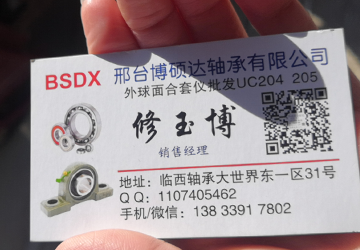 BSDX 邢台博硕达轴承有限公司
外球面合套仪批发UC204 205
修玉博
销售经理
地址：临西轴承大世界东一区31号
QQ：1107405462
手机/微信：138 3391 7802